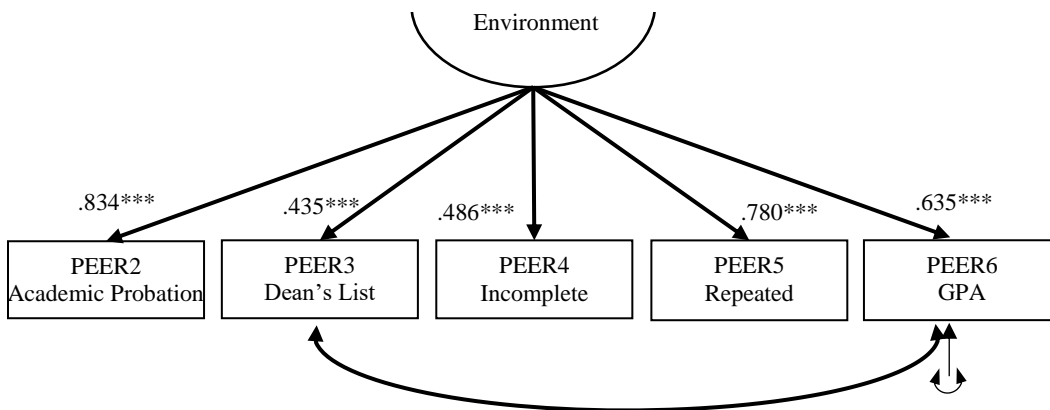 Environment
.834***
.435***
.486***
.780***
.635***
PEER2
Academic Probation
PEER3
Dean’s List
PEER4
Incomplete
PEER5
Repeated
PEER6
GPA